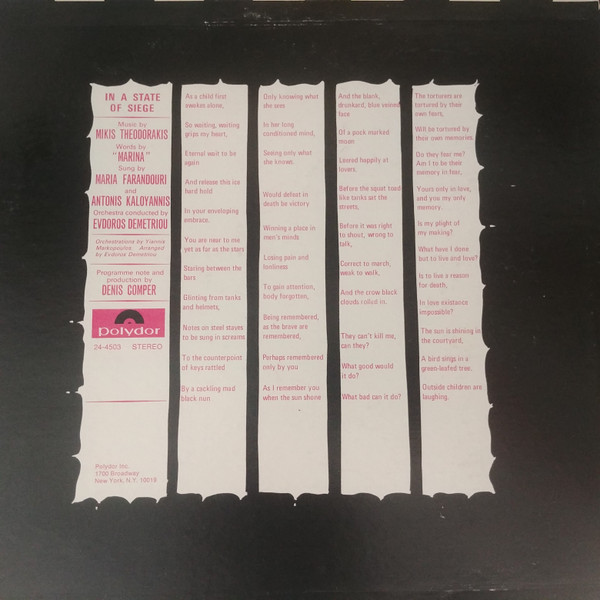 IN A STATE
OF SIEGE
Music by
MIKIS THEODORAKIS
Words by
"MARINA"
Sung by
MARIA FARANDOURI
and
ANTONIS KALOYANNIS
Orchestra conducted by
EVDOROS DEMETRIOU
Orchestrations by Yiannis
Markopoulos Arranged
by Evdoros Demetriou
Programme note and
production by
DENIS COMPER
Polydor
24-4503 STEREO
Polydor Inc.
1700 Broadway
New York, N.Y. 10019
As a child first
awakes alone,
So waiting, waiting
grips my heart,
Eternal wait to be
again
And release this ice
hard hold
In your enveloping
embrace.
You are near to me
yet as far as the stars
Staring between the
bars
Glinting from tanks
and helmets,
Notes on steel staves
to be sung in screams
To the counterpoint
of keys rattled
By a cackling mad
black nun
Only knowing what
she sees
In her long
conditioned mind,
Seeing only what
she knows.
Would defeat in
death be victory
Winning a place in
men's minds
Losing pain and
loneliness
To gain attention,
body forgotten,
Being remembered,
as the brave are
remembered,
Perhaps remembered
only by you
As I remember you
when the sun shone
And the blank,
drunkard, blue veined
face
Of a pock marked
moon
Leered happily at
lovers
Before the squat toad
like tanks sat the
streets,
Before it was right
to shout, wrong to
talk,
Correct to march,
weak to walk,
And the crow black
clouds rolled in.
They can't kill me,
can they?
What good would
it do?
What bad can it do?
The torturers are
tortured by their
own fears,
Will be tortured by
their own memories.
Do they fear me?
Am I to be their
memory in fear,
Yours only in love,
and you my only
memory.
Is my plight of
my making?
What have I done
but to live and love?
Is to live a reason
for death,
In love existence
impossible?
The sun is shining in
the courtyard,
A bird sings in a
green-leafed tree,
Outside children are
laughing.